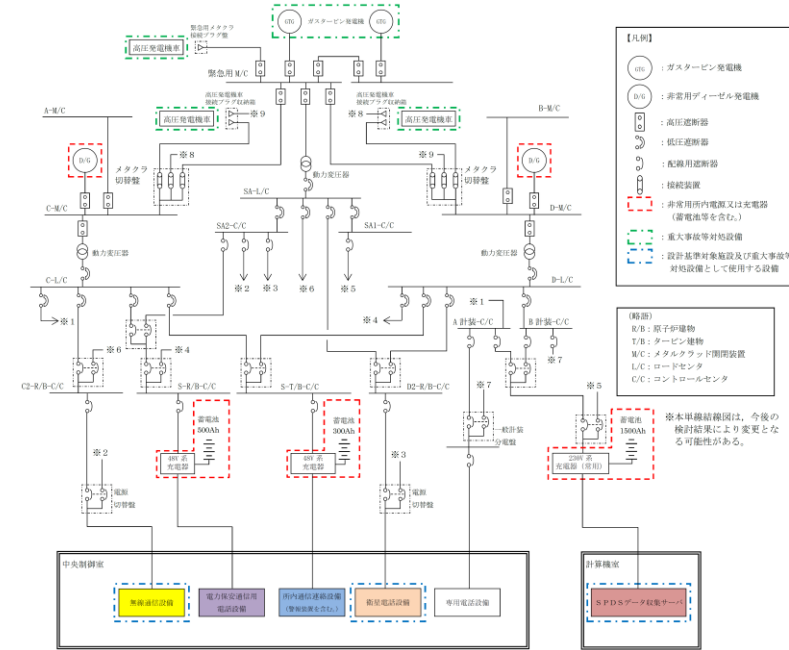 緊急用メタクラ
接続プラグ盤
高圧発電機車
GTG
ガスタービン発電機
GTG
緊急用 M/C
高圧発電機車
接続プラグ収納箱
※9
高圧発電機車
高圧発電機車
接続プラグ収納箱
※8
高圧発電機車
A-M/C
B-M/C
D/G
※8
メタクラ
切替盤
※9
メタクラ
切替盤
D/G
動力変圧器
C-M/C
D-M/C
SA-L/C
動力変圧器
SA2-C/C
SA1-C/C
動力変圧器
C-L/C
D-L/C
※2
※3
※6
※5
※1
※4
※1
A 計装-C/C
B 計装-C/C
※6
※4
※7
C2-R/B-C/C
S-R/B-C/C
S-T/B-C/C
D2-R/B-C/C
※7
※5
蓄電池
500Ah
蓄電池
300Ah
一般計装
分電盤
蓄電池
1500Ah
48V 系
充電器
48V 系
充電器
230V 系
充電器(常用)
※2
※3
電源
切替盤
電源
切替盤
中央制御室
計算機室
無線通信設備
電力保安通信用
電話設備
所内通信連絡設備
(警報装置を含む。)
衛星電話設備
専用電話設備
SPDSデータ収集サーバ
【凡例】
GTG
:ガスタービン発電機
D/G
:非常用ディーゼル発電機
:高圧遮断器
:低圧遮断器
:配線用遮断器
:接続装置
:非常用所内電源又は充電器
(蓄電池等を含む。)
:重大事故等対処設備
:設計基準対象施設及び重大事故等
対処設備として使用する設備
(略語)
R/B:原子炉建物
T/B:タービン建物
M/C:メタルクラッド開閉装置
L/C:ロードセンタ
C/C:コントロールセンタ
※本単線結線図は、今後の
検討結果により変更とな
る可能性がある。